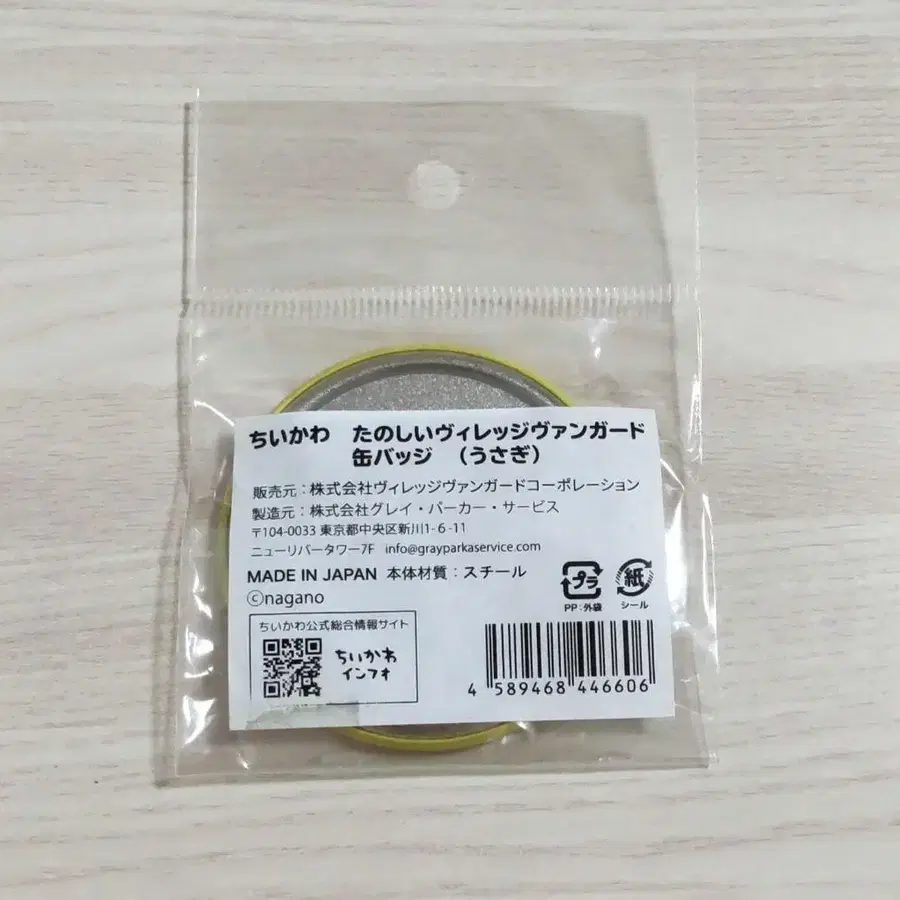 ちいかわ たのしいヴィレッジヴァンガード
缶バッジ (うさぎ)
販売元:株式会社ヴィレッジヴァンガードコーポレーション
製造元:株式会社グレイ・パーカー・サービス
〒104-0033 東京都中央区新川1-6-11
ニューリバータワー7F info@grayparkaservice.com
MADE IN JAPAN 本体材質:スチール
プラ 紙
PP:外袋 シール
©nagano
ちいかわ公式総合情報サイト
ちいかわ
インフォ
4 589468 446606